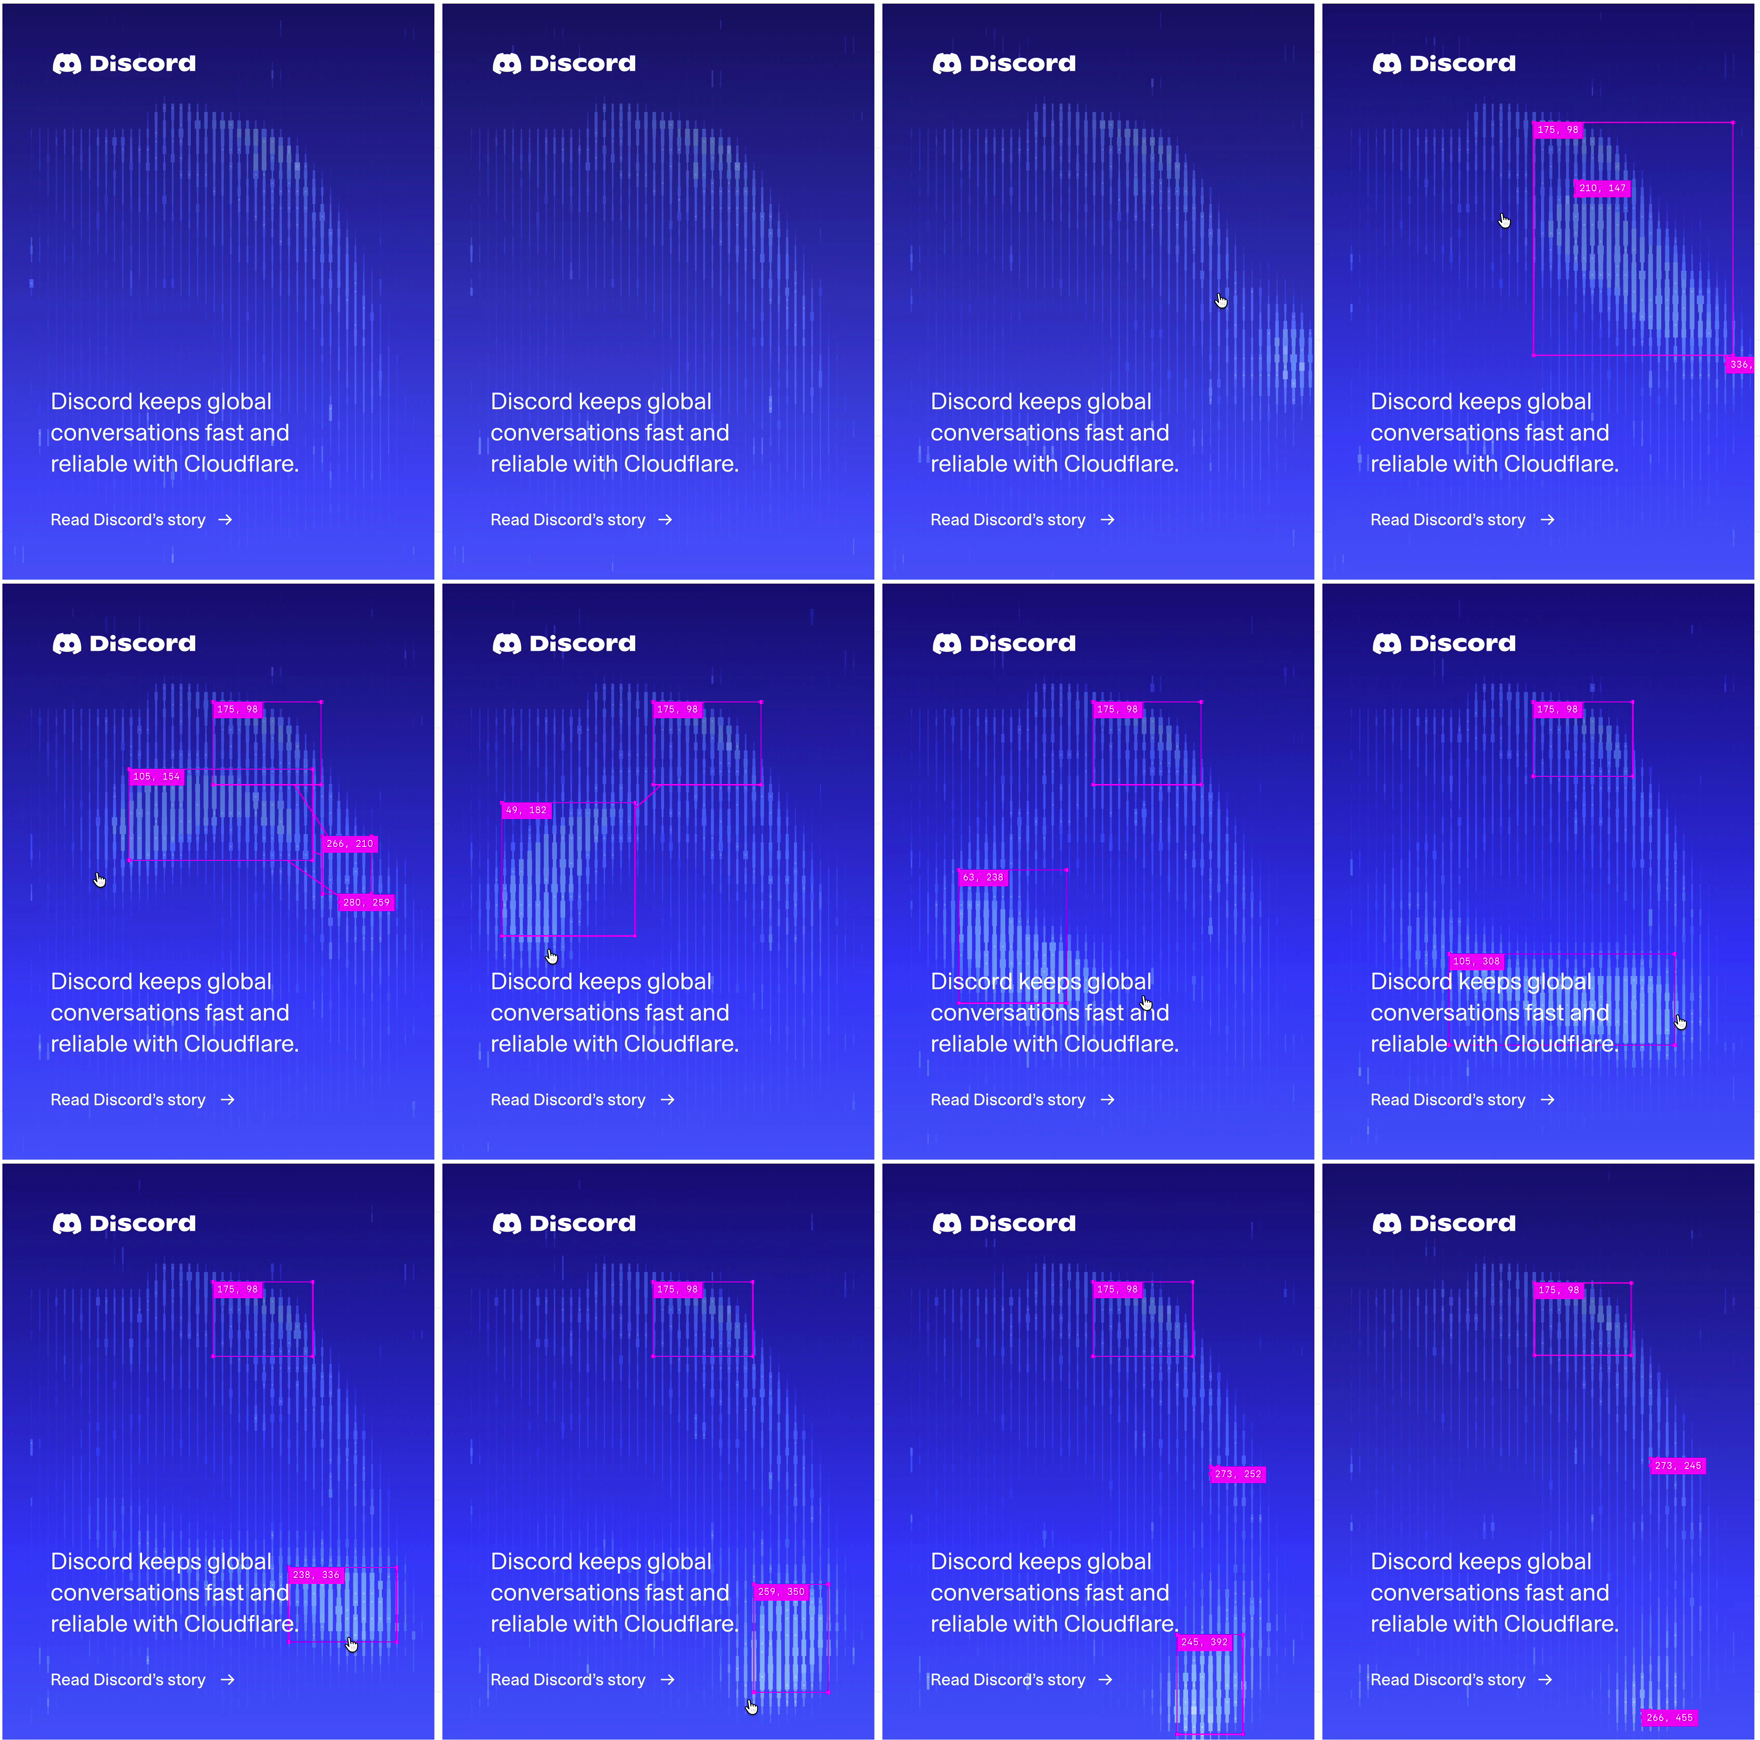 Discord
Discord keeps global
conversations fast and
reliable with Cloudflare.
Read Discord's story →
Discord
Discord keeps global
conversations fast and
reliable with Cloudflare.
Read Discord's story →
Discord
Discord keeps global
conversations fast and
reliable with Cloudflare.
Read Discord's story →
Discord
175, 98
210, 147
336,
Discord keeps global
conversations fast and
reliable with Cloudflare.
Read Discord's story →
Discord
175, 98
105, 154
266, 210
280, 259
Discord keeps global
conversations fast and
reliable with Cloudflare.
Read Discord's story →
Discord
175, 98
49, 182
Discord keeps global
conversations fast and
reliable with Cloudflare.
Read Discord's story →
Discord
175, 98
63, 238
Discord keeps global
conversations fast and
reliable with Cloudflare.
Read Discord's story →
Discord
175, 98
105, 308
Discord keeps global
conversations fast and
reliable with Cloudflare.
Read Discord's story →
Discord
175, 98
Discord keeps global
238, 336
conversations fast and
reliable with Cloudflare.
Read Discord's story →
Discord
175, 98
Discord keeps global
259, 350
conversations fast and
reliable with Cloudflare.
Read Discord's story →
Discord
175, 98
273, 252
Discord keeps global
conversations fast and
reliable with Cloudflare.
245, 392
Read Discord's story →
Discord
175, 98
273, 245
Discord keeps global
conversations fast and
reliable with Cloudflare.
Read Discord's story →
266, 455